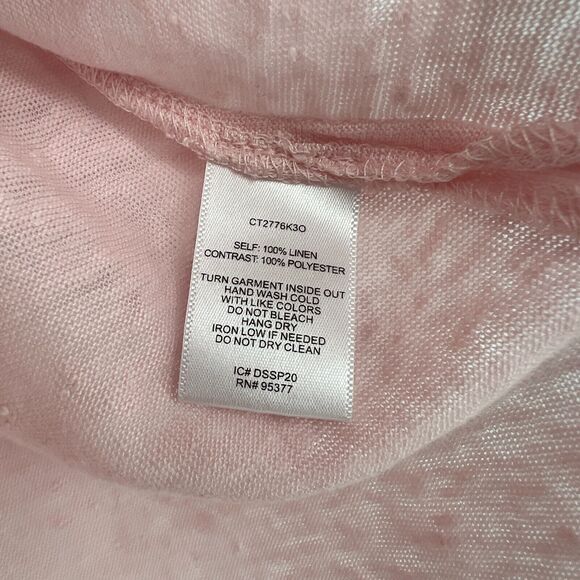 CT2776K3O
SELF: 100% LINEN
CONTRAST: 100% POLYESTER
TURN GARMENT INSIDE OUT
HAND WASH COLD
WITH LIKE COLORS
DO NOT BLEACH
HANG DRY
IRON LOW IF NEEDED
DO NOT DRY CLEAN
IC# DSSP20
RN# 95377